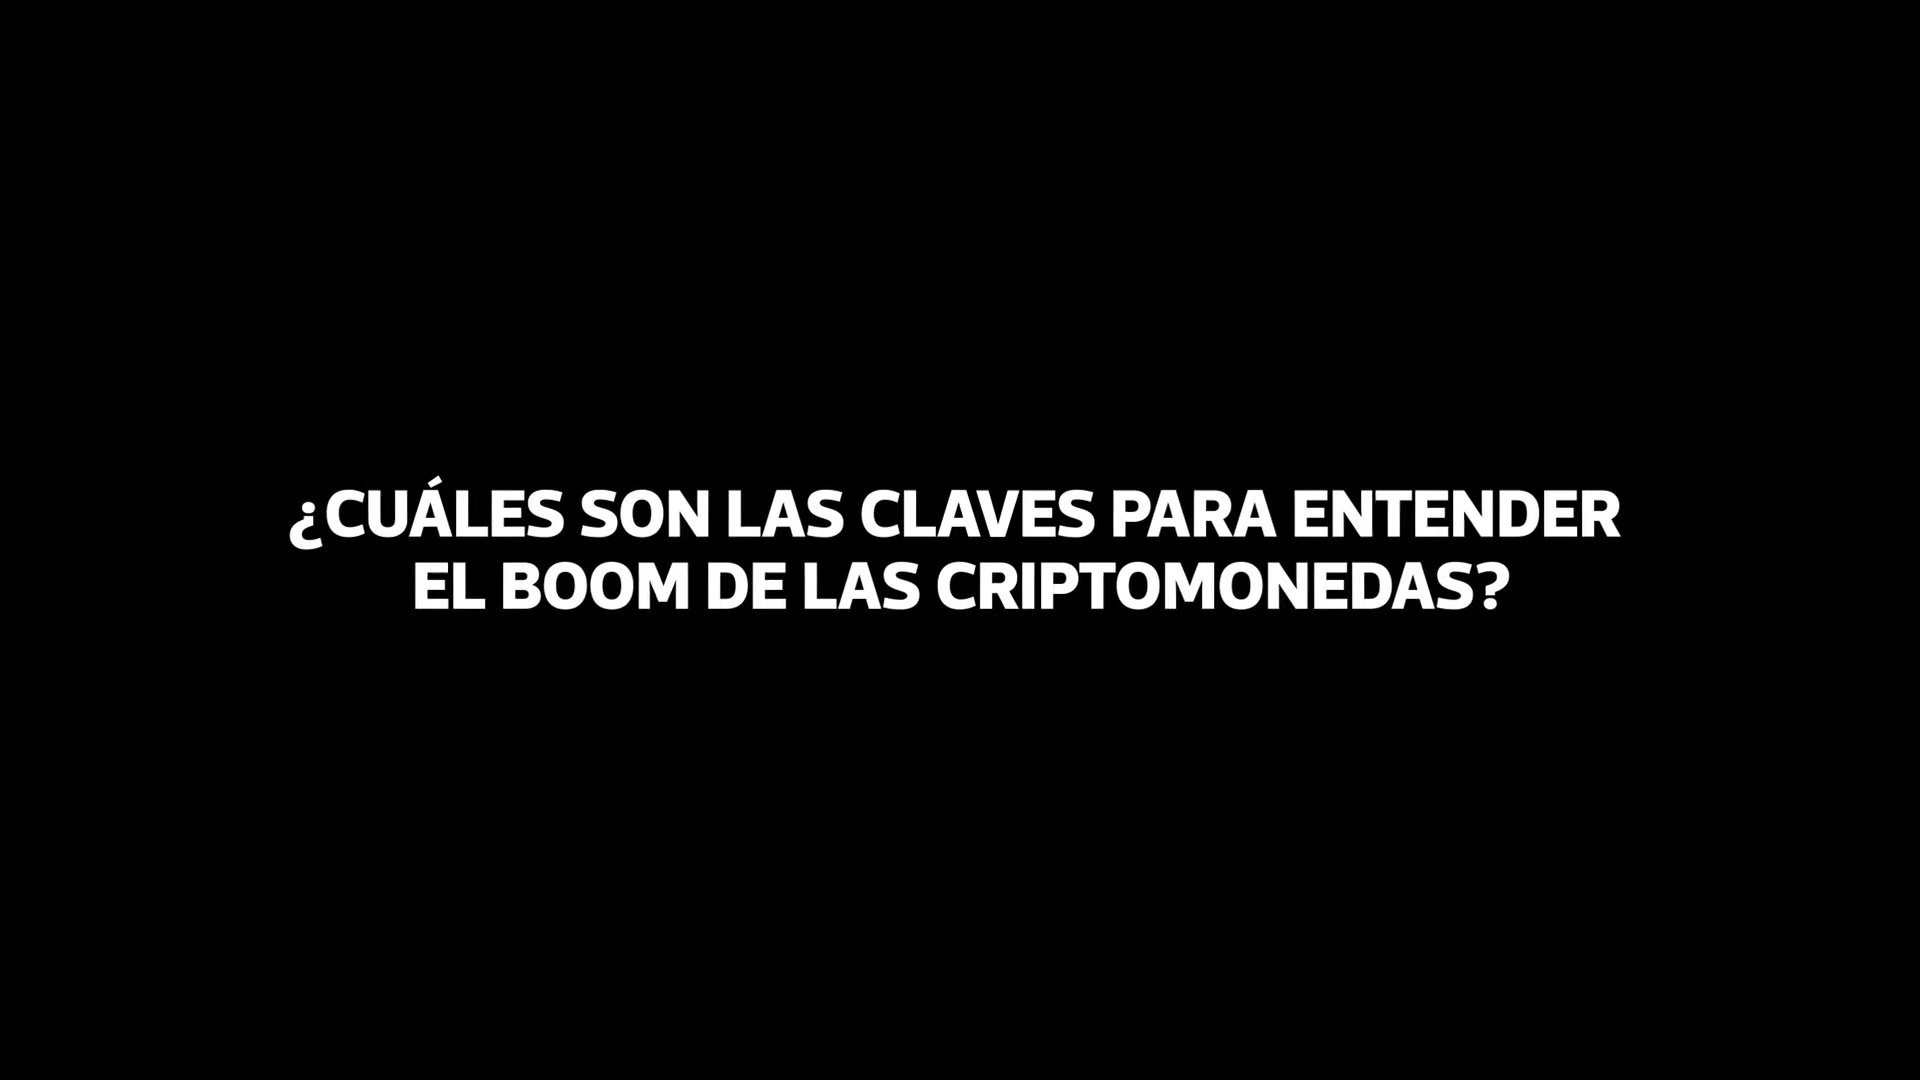 ¿CUÁLES SON LAS CLAVES PARA ENTENDER
EL BOOM DE LAS CRIPTOMONEDAS?